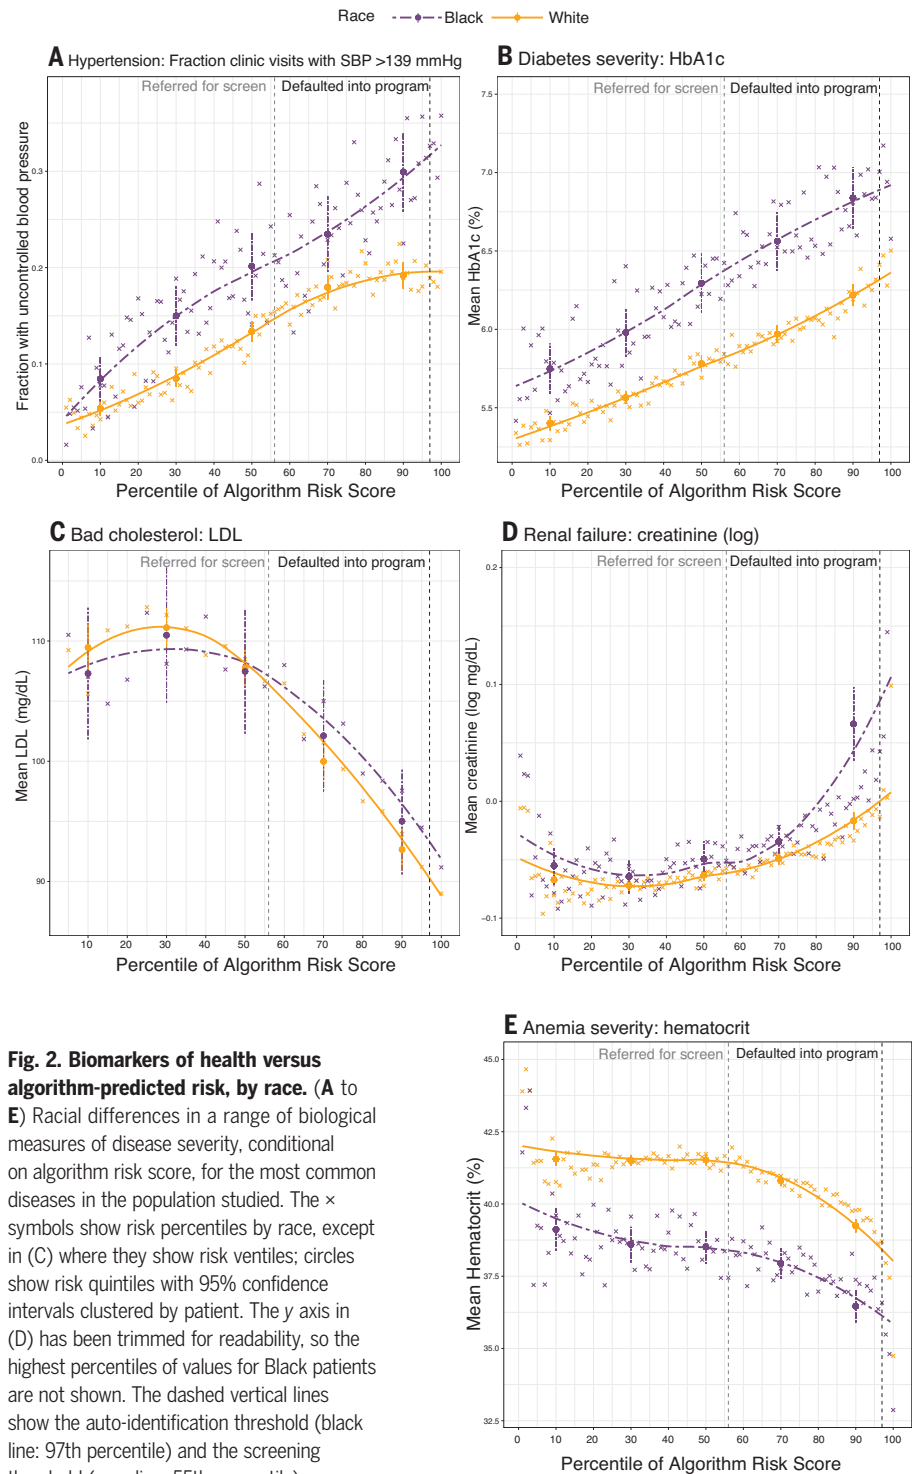 Race Black White
A Hypertension: Fraction clinic visits with SBP >139 mmHg
Referred for screen Defaulted into program
Fraction with uncontrolled blood pressure
0.3
0.2
0.1
0.0
0 10 20 30 40 50 60 70 80 90 100
Percentile of Algorithm Risk Score
B Diabetes severity: HbA1c
Referred for screen Defaulted into program
Mean HbA1c (%)
7.5
7.0
6.5
6.0
5.5
0 10 20 30 40 50 60 70 80 90 100
Percentile of Algorithm Risk Score
C Bad cholesterol: LDL
Referred for screen Defaulted into program
Mean LDL (mg/dL)
110
100
90
10 20 30 40 50 60 70 80 90 100
Percentile of Algorithm Risk Score
D Renal failure: creatinine (log)
Referred for screen Defaulted into program
Mean creatinine (log mg/dL)
0.2
0.1
0.0
−0.1
0 10 20 30 40 50 60 70 80 90 100
Percentile of Algorithm Risk Score
E Anemia severity: hematocrit
Referred for screen Defaulted into program
Mean Hematocrit (%)
45.0
42.5
40.0
37.5
35.0
32.5
0 10 20 30 40 50 60 70 80 90 100
Percentile of Algorithm Risk Score
Fig. 2. Biomarkers of health versus
algorithm-predicted risk, by race. (A to
E) Racial differences in a range of biological
measures of disease severity, conditional
on algorithm risk score, for the most common
diseases in the population studied. The ×
symbols show risk percentiles by race, except
in (C) where they show risk ventiles; circles
show risk quintiles with 95% confidence
intervals clustered by patient. The y axis in
(D) has been trimmed for readability, so the
highest percentiles of values for Black patients
are not shown. The dashed vertical lines
show the auto-identification threshold (black
line: 97th percentile) and the screening